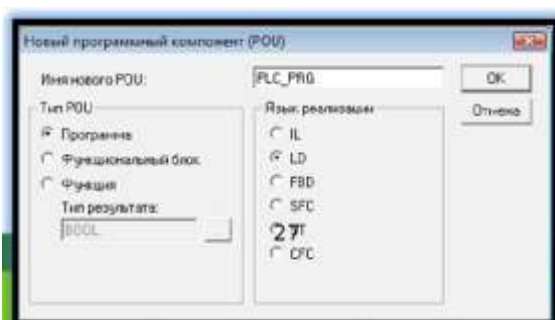 Новый программный компонент (POU)
Имя нового POU:
PLC_PRG
OK
Отмена
Тип POU
Программа
Функциональный блок
Функция
Тип результата:
BOOL
Язык реализации
IL
LD
FBD
SFC
27
CFC